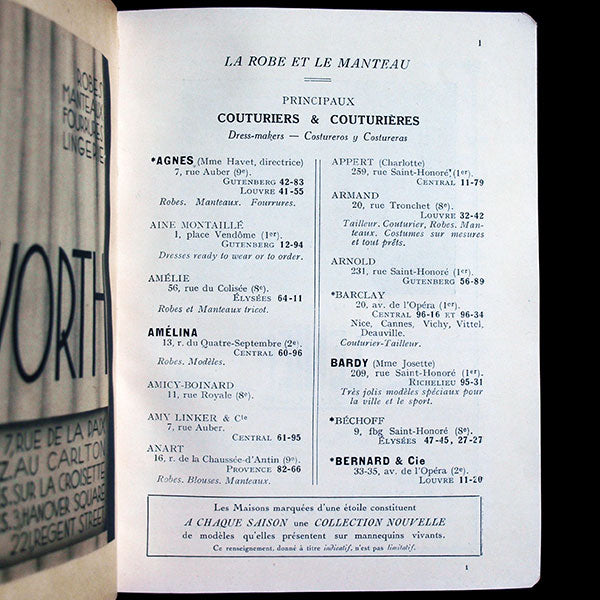 ROBES
MANTEAUX
FOURRURES
LINGERIE
WORTH
7, RUE DE LA PAIX
Z. AU CARLTON
S. SUR LA CROISETTE
S. 3, HANOVER SQUARE
221, REGENT STREET
1
LA ROBE ET LE MANTEAU
PRINCIPAUX
COUTURIERS & COUTURIÈRES
Dress-makers — Costureros y Costureras
*AGNES (Mme Havet, directrice)
7, rue Auber (9e).
GUTENBERG 42-83
LOUVRE 41-55
Robes. Manteaux. Fourrures.
AINE MONTAILLÉ
1, place Vendôme (1er).
GUTENBERG 12-94
Dresses ready to wear or to order.
AMÉLIE
56, rue du Colisée (8e).
ÉLYSÉES 64-11
Robes et Manteaux tricot.
AMÉLINA
13, r. du Quatre-Septembre (2e).
CENTRAL 60-96
Robes. Modèles.
AMICY-BOINARD
11, rue Royale (8e).
AMY LINKER & Cie
7, rue Auber.
CENTRAL 61-95
ANART
16, r. de la Chaussée-d'Antin (9e).
PROVENCE 82-66
Robes. Blouses. Manteaux.
APPERT (Charlotte)
259, rue Saint-Honoré (1er).
CENTRAL 11-79
ARMAND
20, rue Tronchet (8e).
LOUVRE 32-42
Tailleur. Couturier, Robes. Man-
teaux. Costumes sur mesures
et tout prêts.
ARNOLD
231, rue Saint-Honoré (1er).
GUTENBERG 56-89
*BARCLAY
20, av. de l'Opéra (1er).
CENTRAL 96-16 ET 96-34
Nice, Cannes, Vichy, Vittel,
Deauville.
Couturier-Tailleur.
BARDY (Mme Josette)
209, rue Saint-Honoré (1er).
RICHELIEU 95-31
Très jolis modèles spéciaux pour
la ville et le sport.
*BÉCHOFF
9, fbg Saint-Honoré (8e).
ÉLYSÉES 47-45, 27-27
*BERNARD & Cie
33-35, av. de l'Opéra (2e).
LOUVRE 11-20
Les Maisons marquées d'une étoile constituent
A CHAQUE SAISON une COLLECTION NOUVELLE
de modèles qu'elles présentent sur mannequins vivants.
Ce renseignement, donné à titre indicatif, n'est pas limitatif.
1